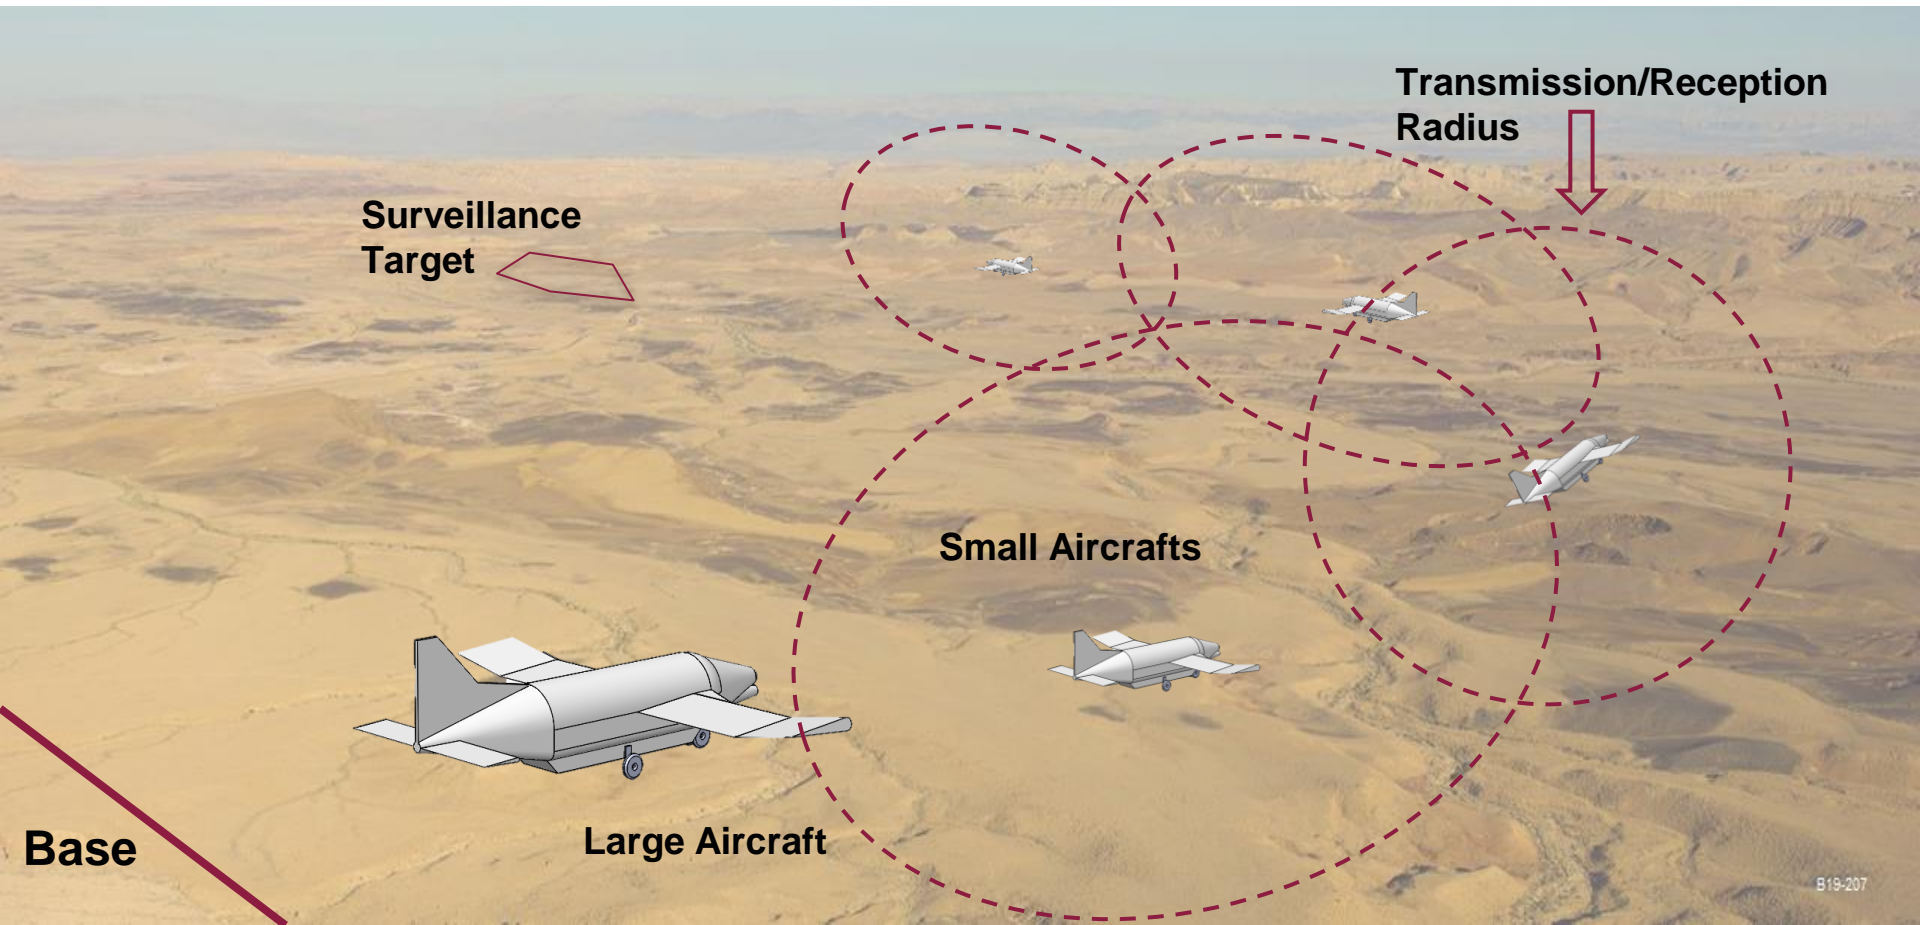 Transmission/Reception
Radius
Surveillance
Target
Small Aircrafts
Large Aircraft
Base
B19-207